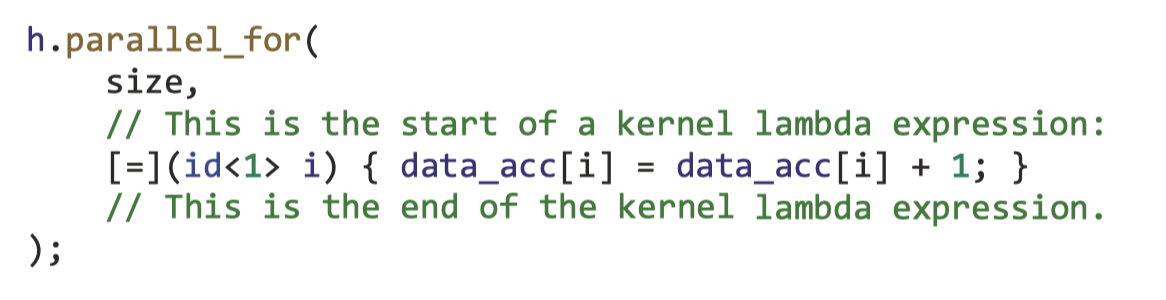 h.parallel_for(
    size,
    // This is the start of a kernel lambda expression:
    [=](id<1> i) { data_acc[i] = data_acc[i] + 1; }
    // This is the end of the kernel lambda expression.
);